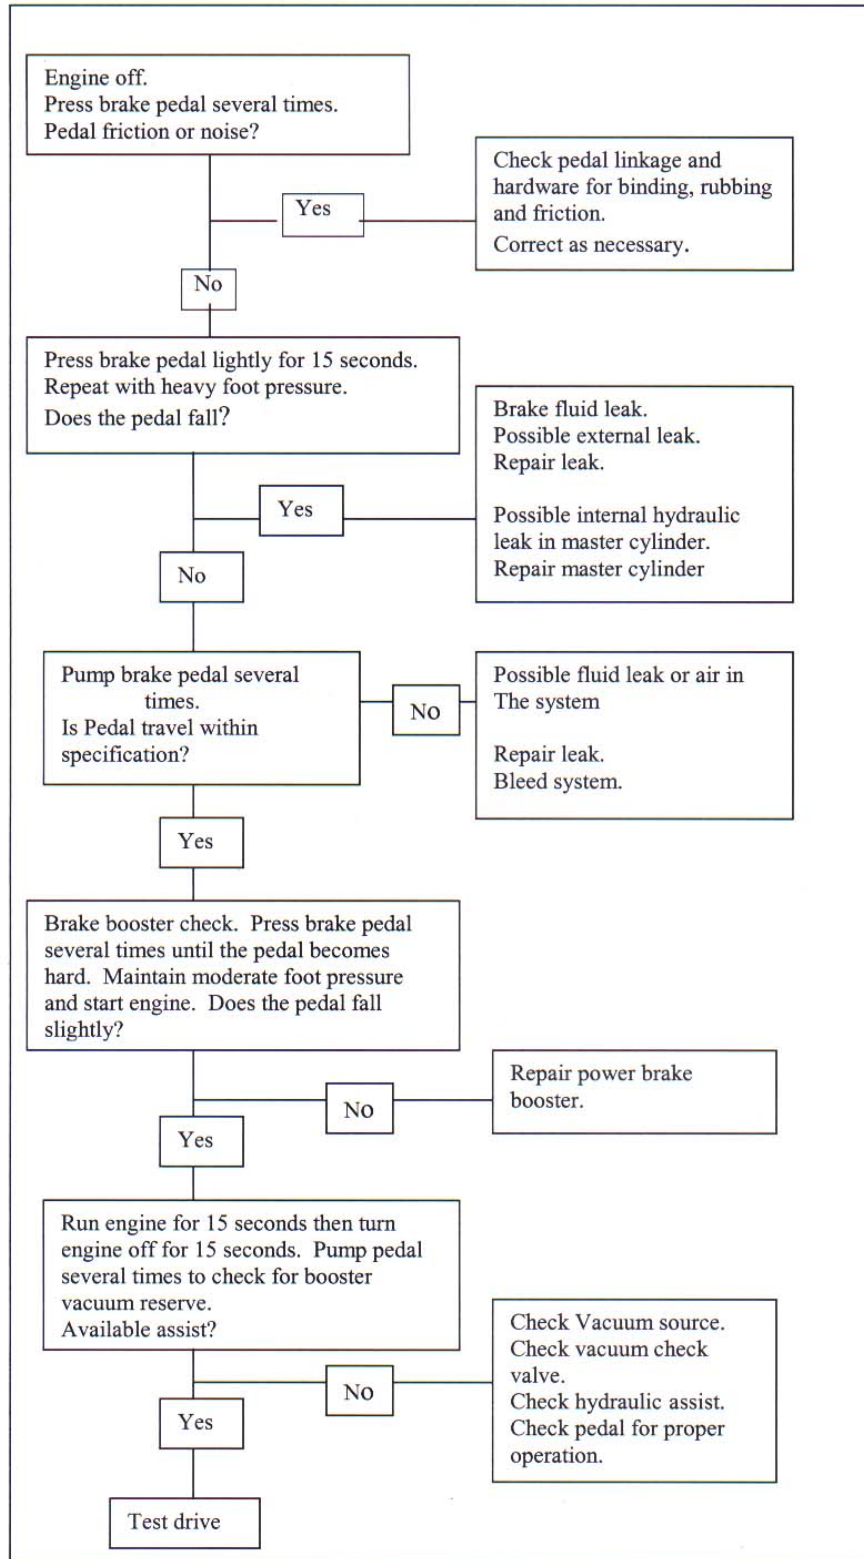 Engine off.
Press brake pedal several times.
Pedal friction or noise?
Yes
Check pedal linkage and
hardware for binding, rubbing
and friction.
Correct as necessary.
No
Press brake pedal lightly for 15 seconds.
Repeat with heavy foot pressure.
Does the pedal fall?
Yes
Brake fluid leak.
Possible external leak.
Repair leak.
Possible internal hydraulic
leak in master cylinder.
Repair master cylinder
No
Pump brake pedal several
times.
Is Pedal travel within
specification?
No
Possible fluid leak or air in
The system
Repair leak.
Bleed system.
Yes
Brake booster check. Press brake pedal
several times until the pedal becomes
hard. Maintain moderate foot pressure
and start engine. Does the pedal fall
slightly?
No
Repair power brake
booster.
Yes
Run engine for 15 seconds then turn
engine off for 15 seconds. Pump pedal
several times to check for booster
vacuum reserve.
Available assist?
No
Check Vacuum source.
Check vacuum check
valve.
Check hydraulic assist.
Check pedal for proper
operation.
Yes
Test drive